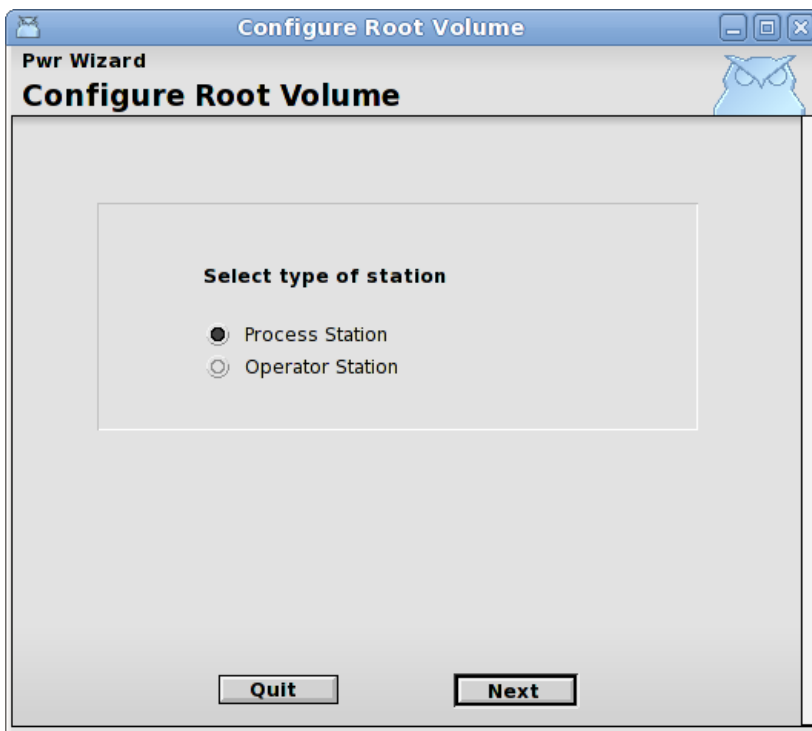 Configure Root Volume
Pwr Wizard
Configure Root Volume
Select type of station
Process Station
Operator Station
Quit
Next